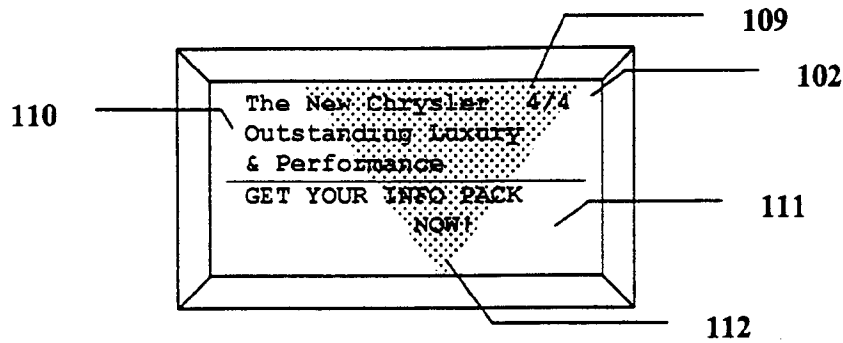 109
102
110
The New Chrysler 4/4
Outstanding Luxury
& Performance
GET YOUR INFO PACK
NOW!
111
112